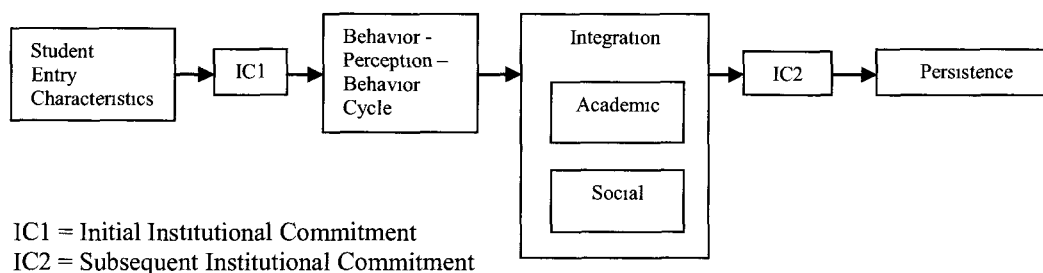 Student
Entry
Characteristics
IC1
Behavior -
Perception –
Behavior
Cycle
Integration
Academic
Social
IC2
Persistence
IC1 = Initial Institutional Commitment
IC2 = Subsequent Institutional Commitment